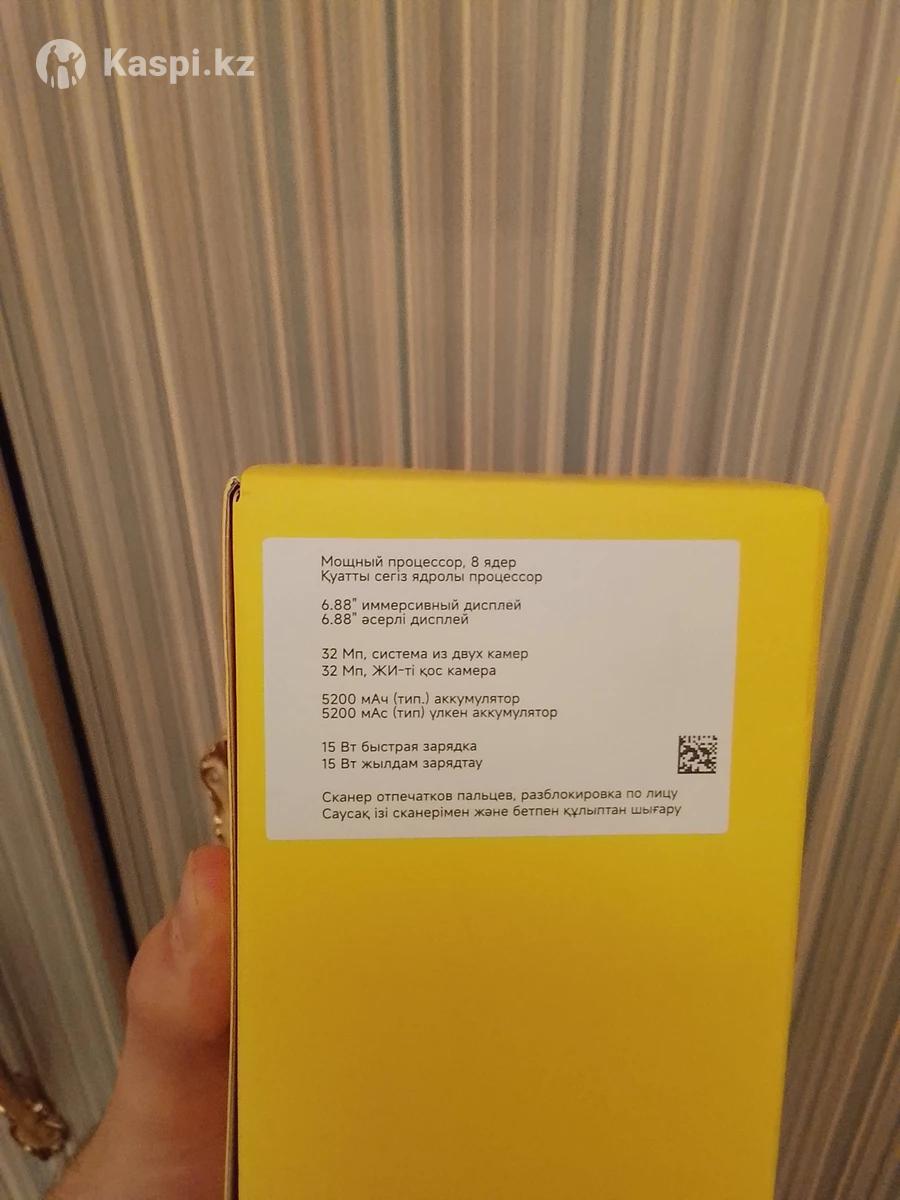 Kaspi.kz
Мощный процессор, 8 ядер
Қуатты сегіз ядролы процессор
6.88" иммерсивный дисплей
6.88" әсерлі дисплей
32 Мп, система из двух камер
32 Мп, ЖИ-ті қос камера
5200 мАч (тип.) аккумулятор
5200 мАс (тип) үлкен аккумулятор
15 Вт быстрая зарядка
15 Вт жылдам зарядтау
Сканер отпечатков пальцев, разблокировка по лицу
Саусақ ізі сканерімен және бетпен құлыптан шығару